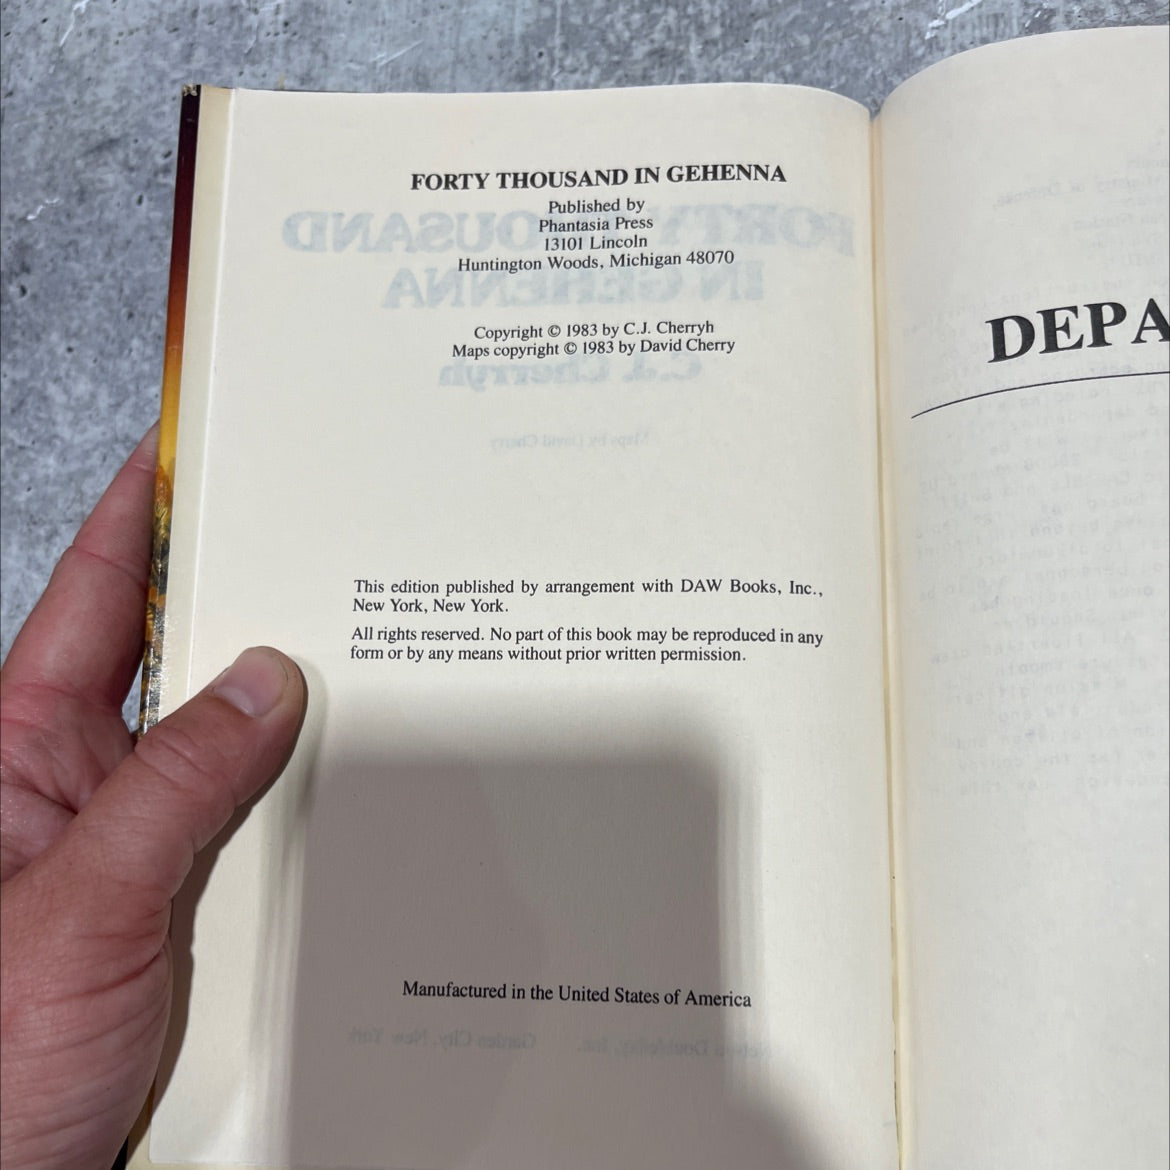 FORTY THOUSAND IN GEHENNA
Published by
Phantasia Press
13101 Lincoln
Huntington Woods, Michigan 48070
Copyright © 1983 by C.J. Cherryh
Maps copyright © 1983 by David Cherry
This edition published by arrangement with DAW Books, Inc.,
New York, New York.
All rights reserved. No part of this book may be reproduced in any
form or by any means without prior written permission.
Manufactured in the United States of America
DEPA